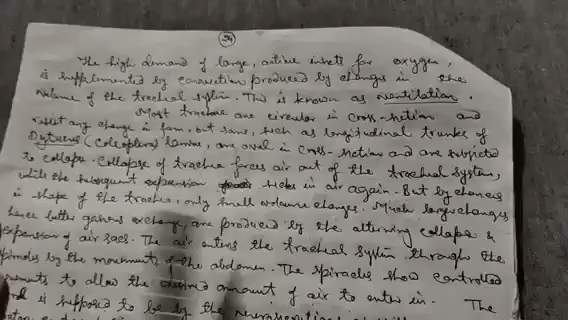 24
The high demand of large, active insects for oxygen,
is supplemented by convection produced by changes in the
volume of the tracheal system. This is known as ventilation.
Most tracheae are circular in cross-section and
resist any change in form, but some, such as longitudinal trunks of
Dytiscus (Coleoptera) larvae, are oval in cross-section and are subjected
to collapse. Collapse of trachea forces air out of the tracheal system,
while the subsequent expansion sucks in air again. But by changes
in shape of the trachea, only small volume changes. Much large changes
hence better gaseous exchange, are produced by the alternating collapse &
expansion of air sacs. The air enters the tracheal system through the
spiracles by the movements of the abdomen. The spiracles show controlled
to allow the desired amount of air to enter in. The
is supposed to be by the